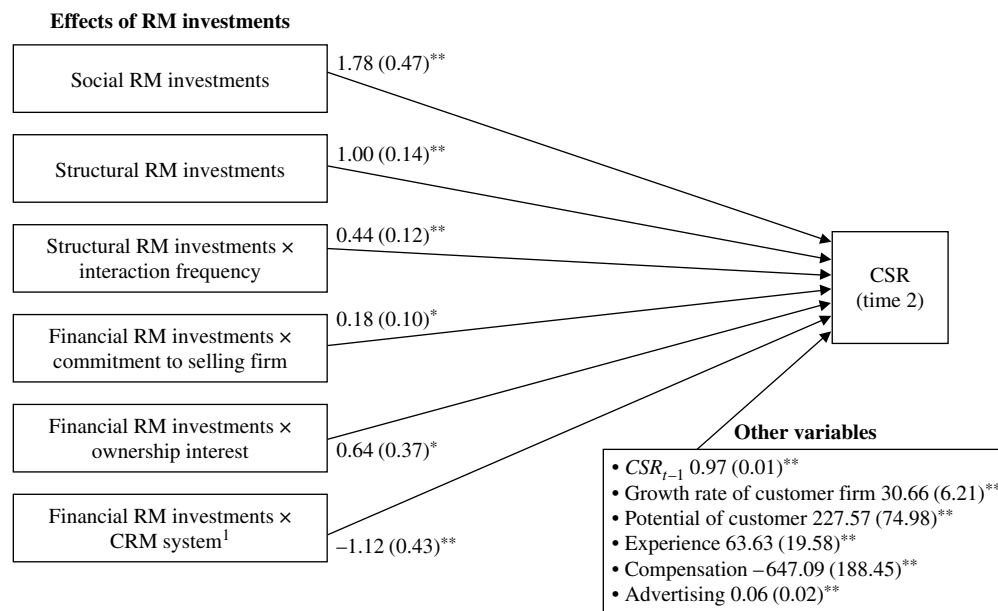 Effects of RM investments
Social RM investments
1.78 (0.47)**
Structural RM investments
1.00 (0.14)**
Structural RM investments ×
interaction frequency
0.44 (0.12)**
Financial RM investments ×
commitment to selling firm
0.18 (0.10)*
Financial RM investments ×
ownership interest
0.64 (0.37)*
Financial RM investments ×
CRM system1
–1.12 (0.43)**
CSR
(time 2)
Other variables
• CSRt–1 0.97 (0.01)**
• Growth rate of customer firm 30.66 (6.21)**
• Potential of customer 227.57 (74.98)**
• Experience 63.63 (19.58)**
• Compensation –647.09 (188.45)**
• Advertising 0.06 (0.02)**